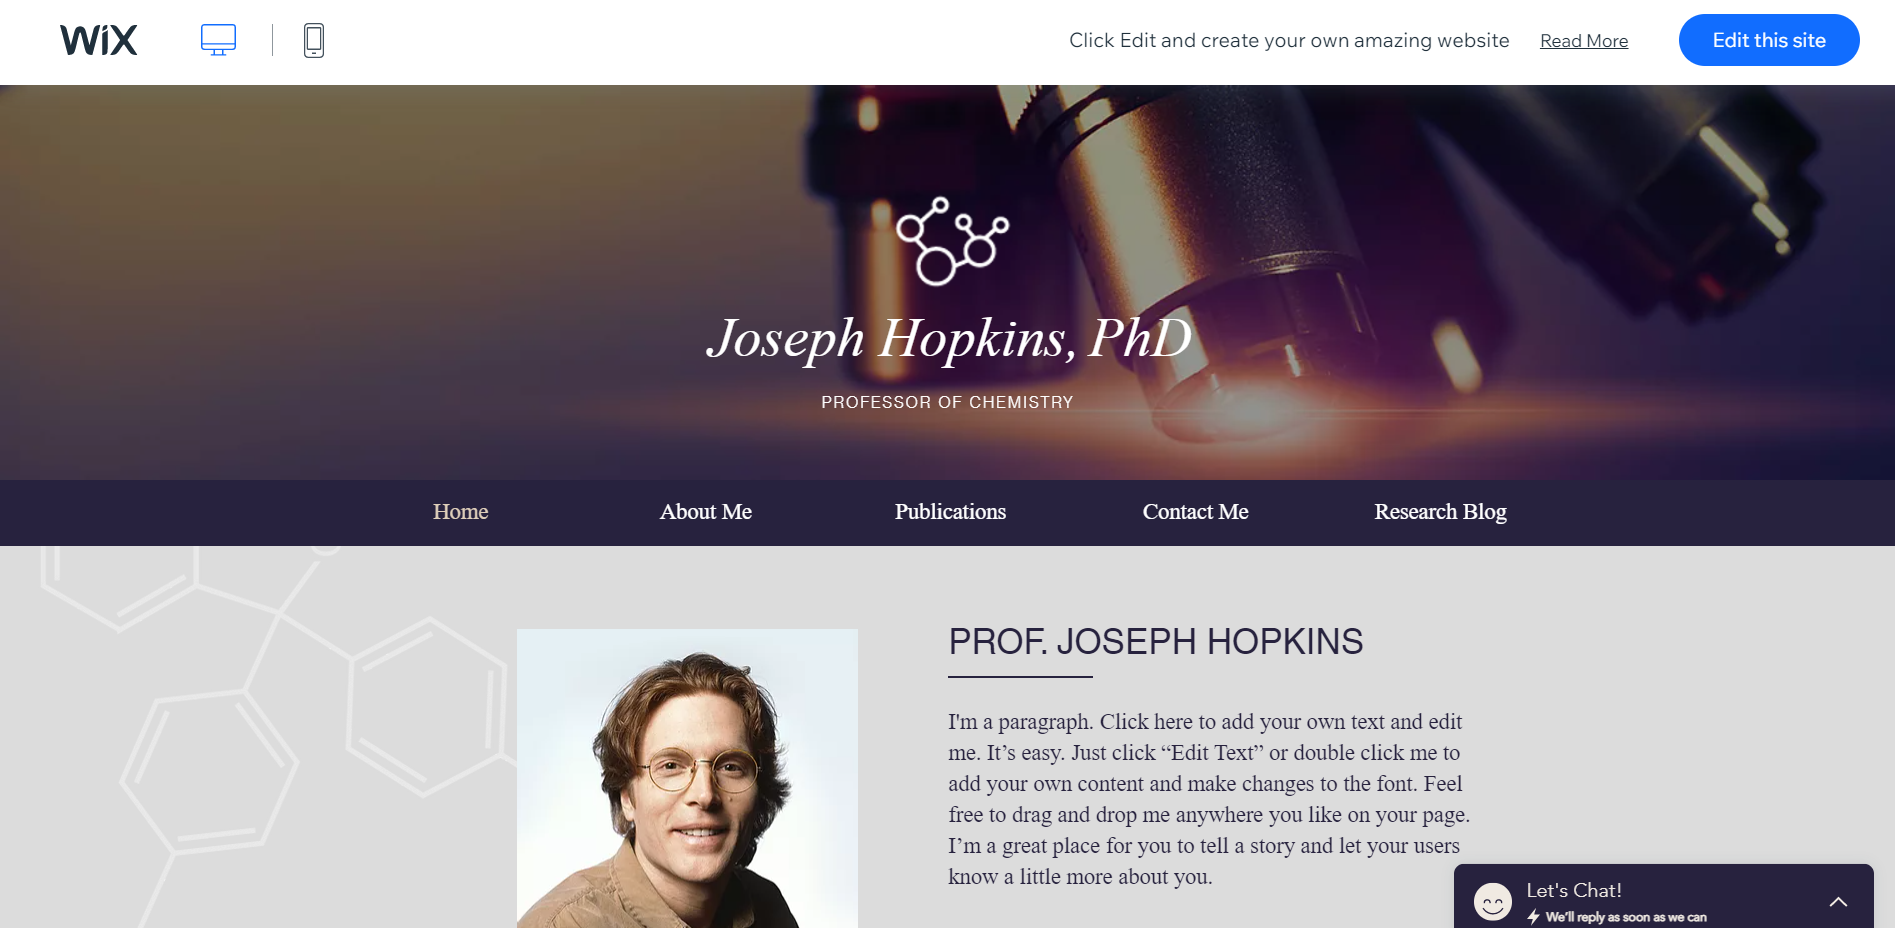 WiX
Click Edit and create your own amazing website
Read More
Edit this site
Joseph Hopkins, PhD
PROFESSOR OF CHEMISTRY
Home
About Me
Publications
Contact Me
Research Blog
PROF. JOSEPH HOPKINS
I'm a paragraph. Click here to add your own text and edit
me. It’s easy. Just click “Edit Text” or double click me to
add your own content and make changes to the font. Feel
free to drag and drop me anywhere you like on your page.
I’m a great place for you to tell a story and let your users
know a little more about you.
Let's Chat!
We'll reply as soon as we can